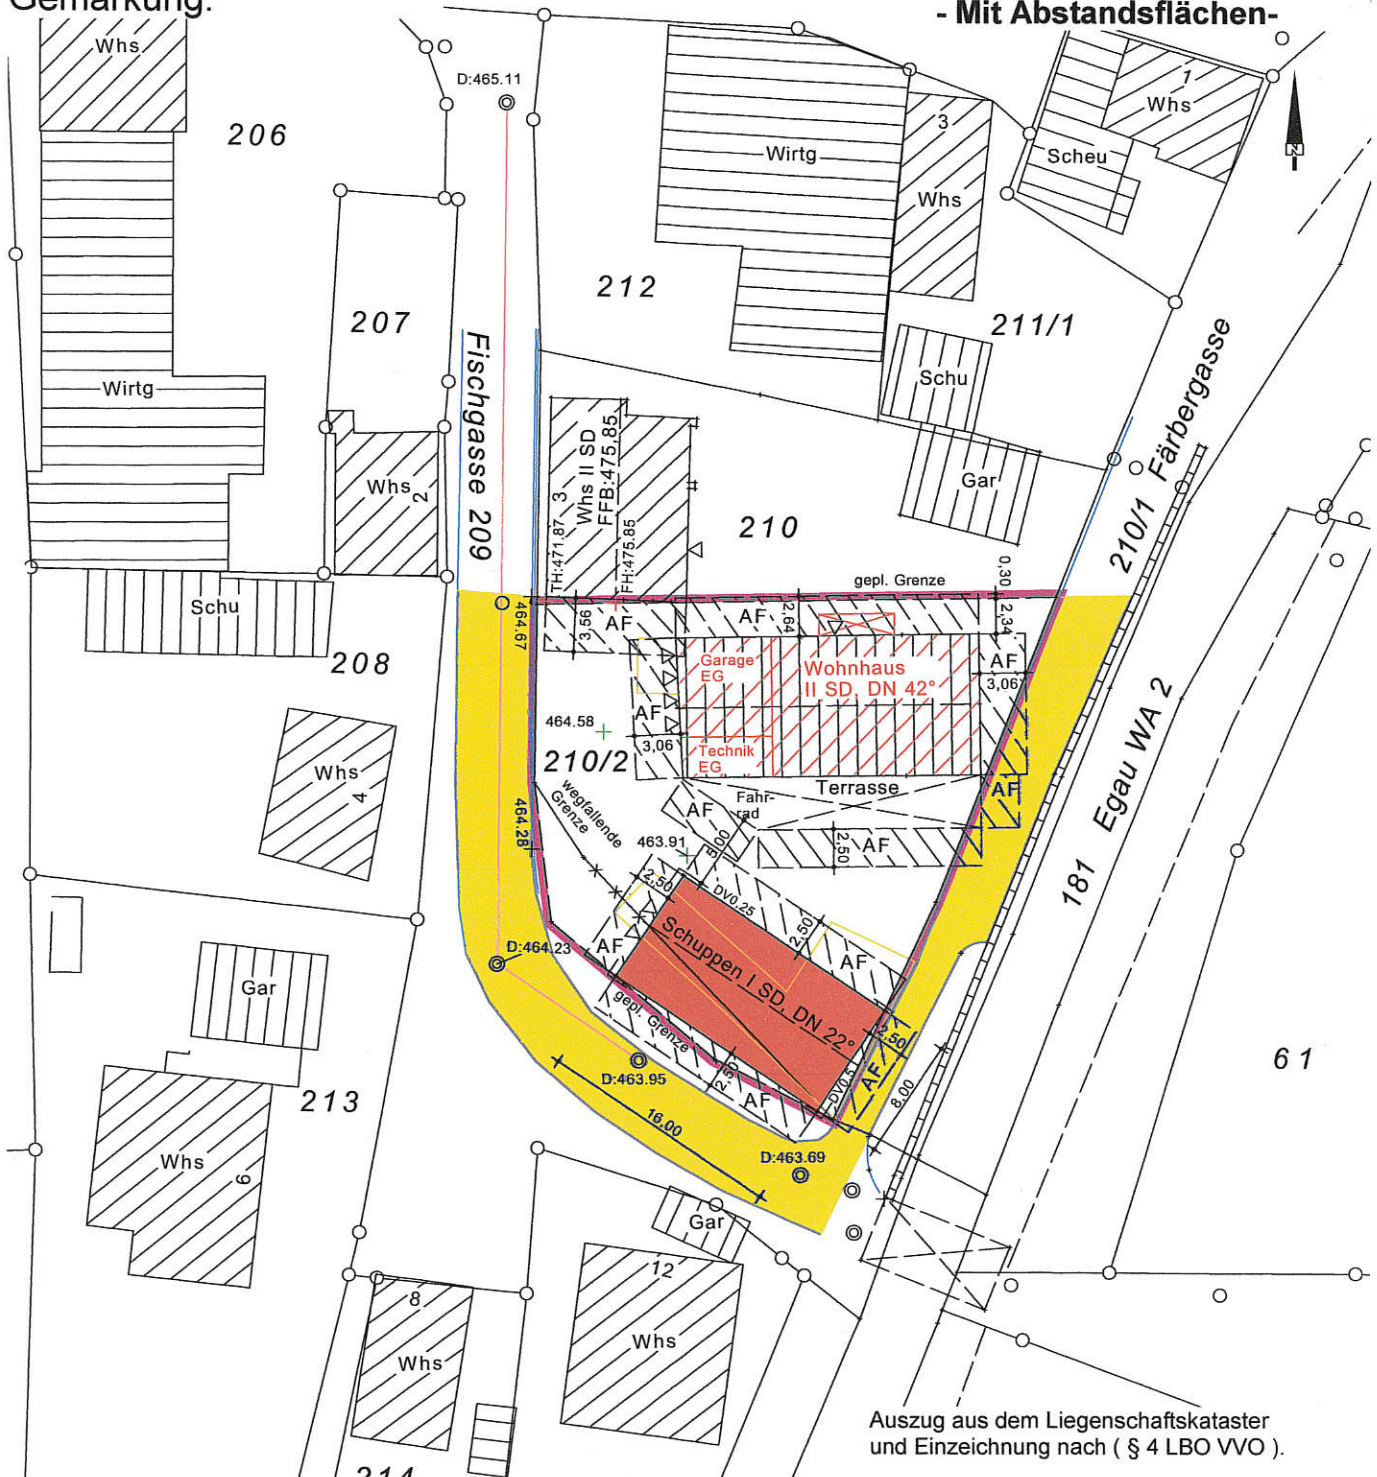 Gemarkung:
- Mit Abstandsflächen-
Whs
D:465.11
206
Wirtg
3
Whs
1
Whs
Scheu
N
207
212
211/1
Wirtg
Fischgasse 209
Schu
Gar
210/1 Färbergasse
Whs
2
3
Whs II SD
FFB:475,85
TH:471.87
FH:475.85
210
Schu
208
464.67
gepl. Grenze
0,30
3,56
AF
AF
2,64
2,34
Garage
EG
Wohnhaus
II SD, DN 42°
AF
3,06
AF
464.58
3,06
Technik
EG
210/2
Terrasse
AF
Whs
4
wegfallende
Grenze
AF
Fahr-
rad
464.28
463.91
5,00
2,50
AF
181 Egau WA 2
2,50
DV0.25
2,50
Schuppen I SD, DN 22°
AF
AF
D:464.23
Gar
gepl. Grenze
2,50
AF
DV0.5
2,50
AF
8,00
61
D:463.95
213
16,00
D:463.69
Whs
6
Gar
12
Whs
8
Whs
214
Auszug aus dem Liegenschaftskataster
und Einzeichnung nach ( § 4 LBO VVO ).